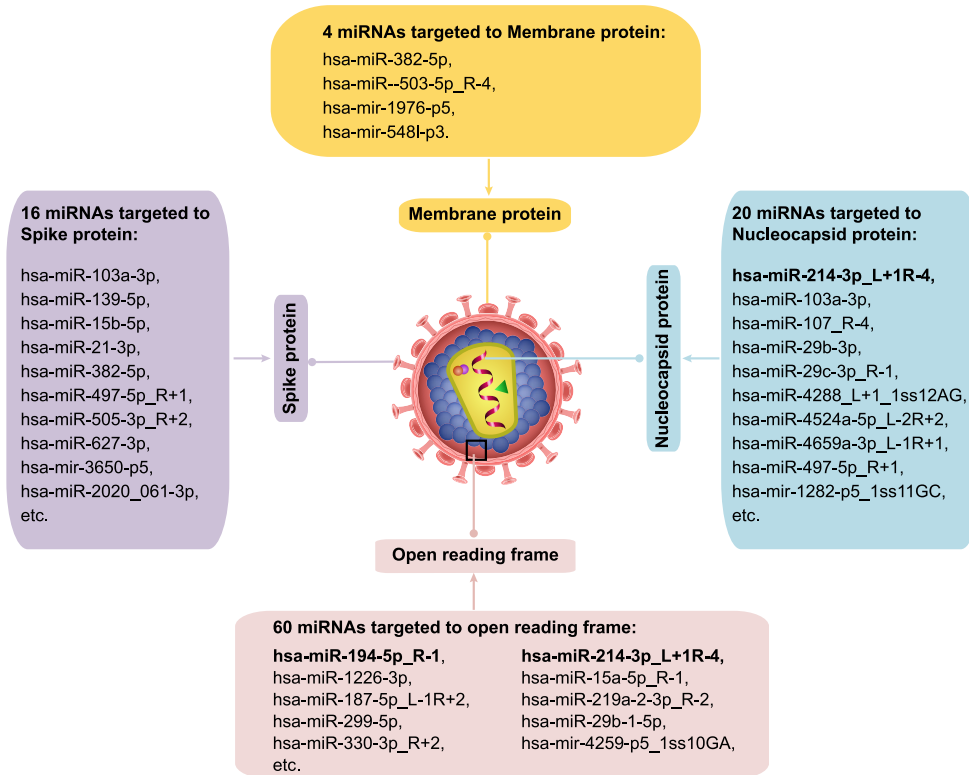 4 miRNAs targeted to Membrane protein:
hsa-miR-382-5p,
hsa-miR--503-5p_R-4,
hsa-mir-1976-p5,
hsa-mir-548l-p3.
Membrane protein
16 miRNAs targeted to
Spike protein:
hsa-miR-103a-3p,
hsa-miR-139-5p,
hsa-miR-15b-5p,
hsa-miR-21-3p,
hsa-miR-382-5p,
hsa-miR-497-5p_R+1,
hsa-miR-505-3p_R+2,
hsa-miR-627-3p,
hsa-mir-3650-p5,
hsa-miR-2020_061-3p,
etc.
Spike protein
Nucleocapsid protein
20 miRNAs targeted to
Nucleocapsid protein:
hsa-miR-214-3p_L+1R-4,
hsa-miR-103a-3p,
hsa-miR-107_R-4,
hsa-miR-29b-3p,
hsa-miR-29c-3p_R-1,
hsa-miR-4288_L+1_1ss12AG,
hsa-miR-4524a-5p_L-2R+2,
hsa-miR-4659a-3p_L-1R+1,
hsa-miR-497-5p_R+1,
hsa-mir-1282-p5_1ss11GC,
etc.
Open reading frame
60 miRNAs targeted to open reading frame:
hsa-miR-194-5p_R-1,
hsa-miR-1226-3p,
hsa-miR-187-5p_L-1R+2,
hsa-miR-299-5p,
hsa-miR-330-3p_R+2,
etc.
hsa-miR-214-3p_L+1R-4,
hsa-miR-15a-5p_R-1,
hsa-miR-219a-2-3p_R-2,
hsa-miR-29b-1-5p,
hsa-mir-4259-p5_1ss10GA,